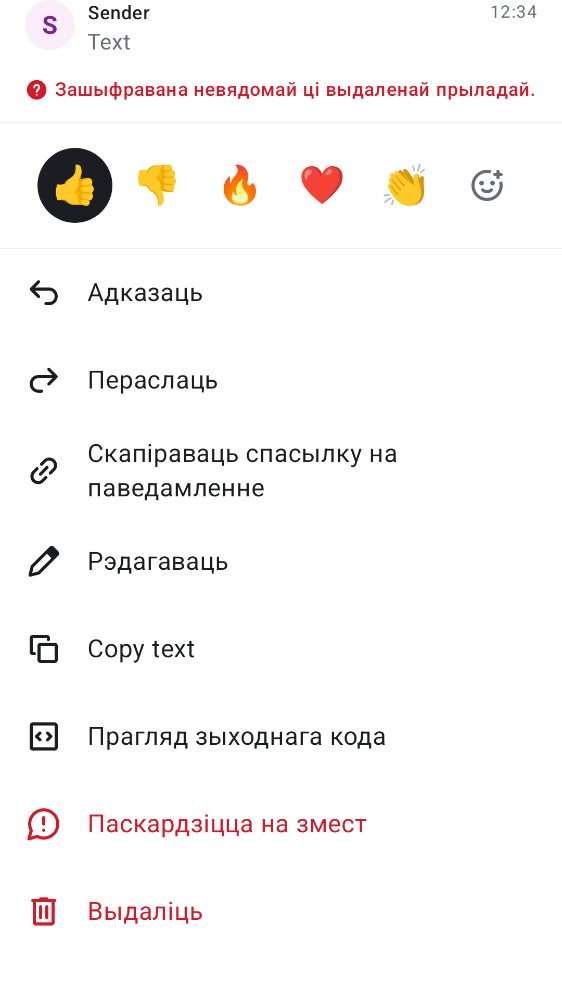 S
Sender
12:34
Text
Зашыфравана невядомай ці выдаленай прыладай.
Адказаць
Пераслаць
Скапіраваць спасылку на
паведамленне
Рэдагаваць
Copy text
Прагляд зыходнага кода
Паскардзіцца на змест
Выдаліць